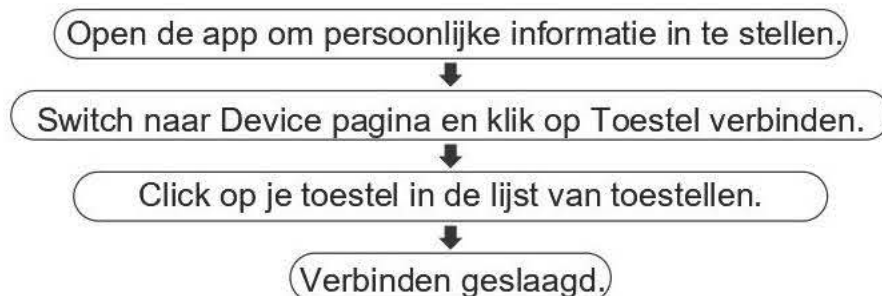 Open de app om persoonlijke informatie in te stellen.
Switch naar Device pagina en klik op Toestel verbinden.
Click op je toestel in de lijst van toestellen.
Verbinden geslaagd.